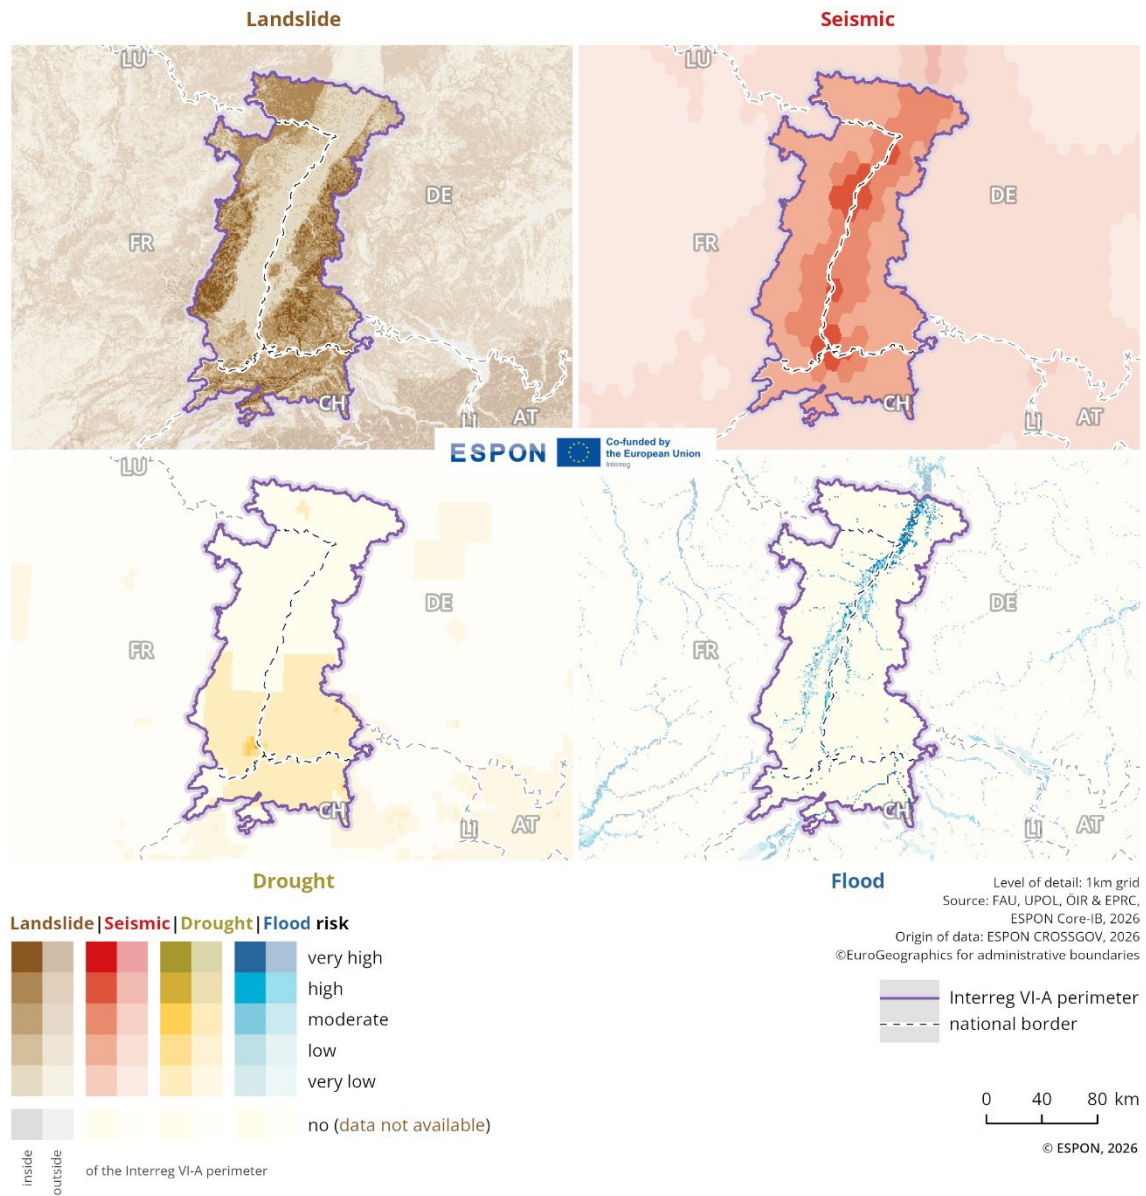 Landslide
Seismic
LU
LU
DE
DE
FR
FR
CH
CH
LI
AT
LI
AT
ESPON
Co-funded by
the European Union
Interreg
LU
LU
DE
DE
FR
FR
CH
CH
LI
AT
LI
AT
Drought
Flood
Level of detail: 1km grid
Source: FAU, UPOL, ÖIR & EPRC,
ESPON Core-IB, 2026
Origin of data: ESPON CROSSGOV, 2026
©EuroGeographics for administrative boundaries
Landslide|Seismic|Drought|Flood risk
very high
high
moderate
low
very low
no (data not available)
inside
outside
of the Interreg VI-A perimeter
Interreg VI-A perimeter
national border
0 40 80 km
© ESPON, 2026